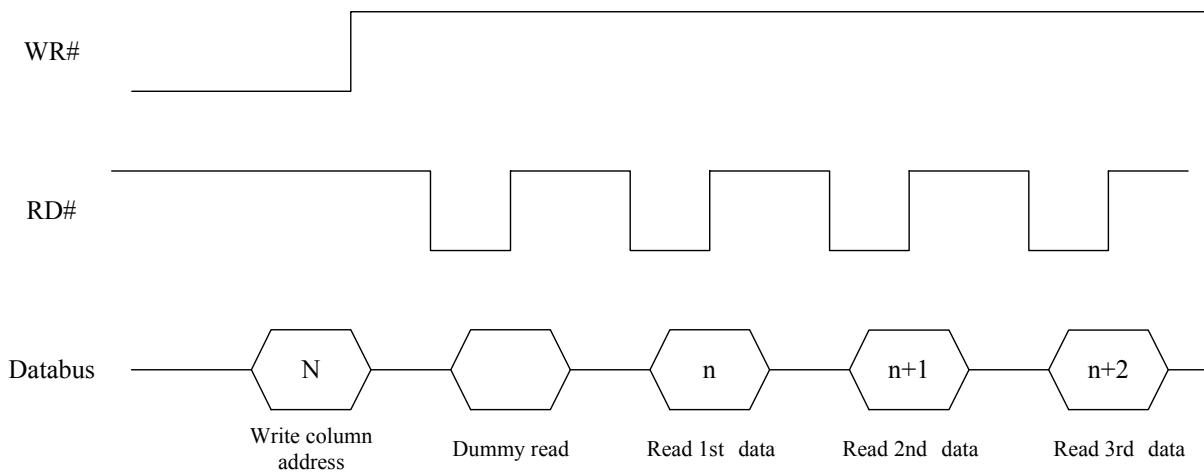 WR#
RD#
Databus
N
n
n+1
n+2
Write column
address
Dummy read
Read 1st data
Read 2nd data
Read 3rd data